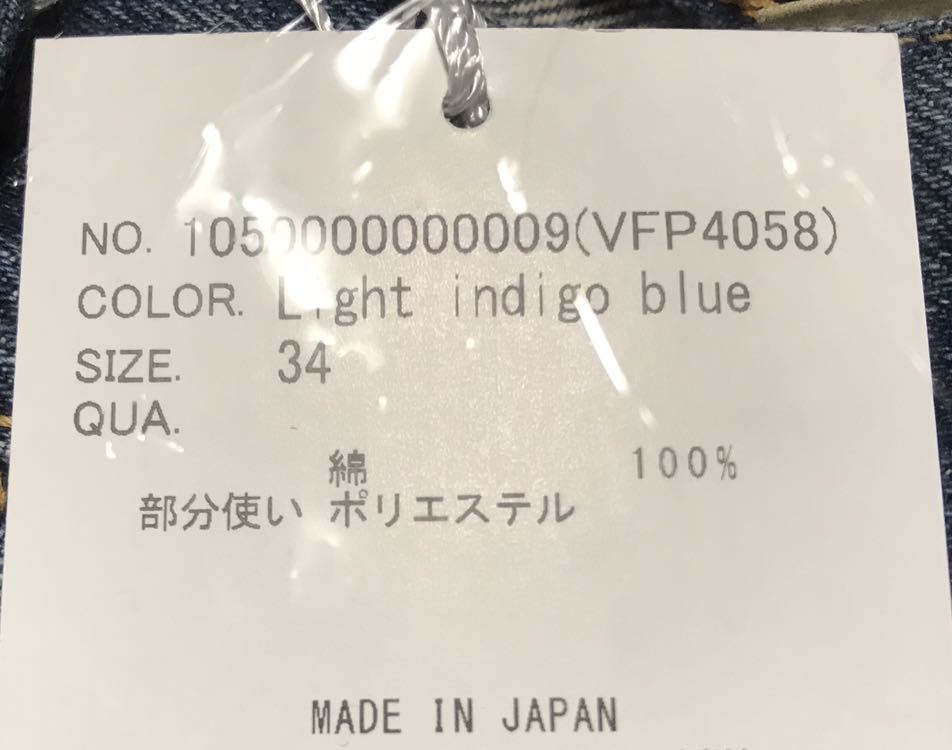 NO. 1050000000009(VFP4058)
COLOR. Light indigo blue
SIZE. 34
QUA.
綿 100%
部分使い ポリエステル
MADE IN JAPAN